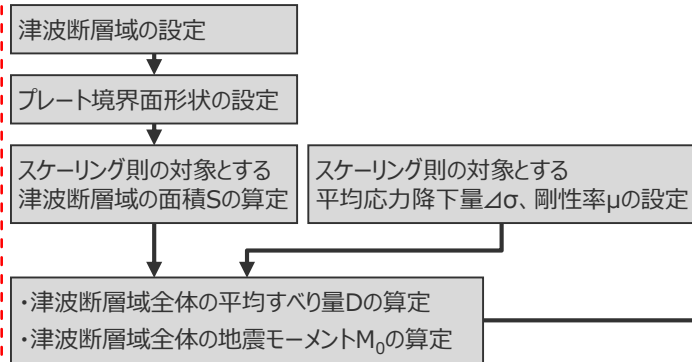 津波断層域の設定
プレート境界面形状の設定
スケーリング則の対象とする
津波断層域の面積Sの算定
スケーリング則の対象とする
平均応力降下量⊿σ、剛性率μの設定
・津波断層域全体の平均すべり量Dの算定
・津波断層域全体の地震モーメントM₀の算定